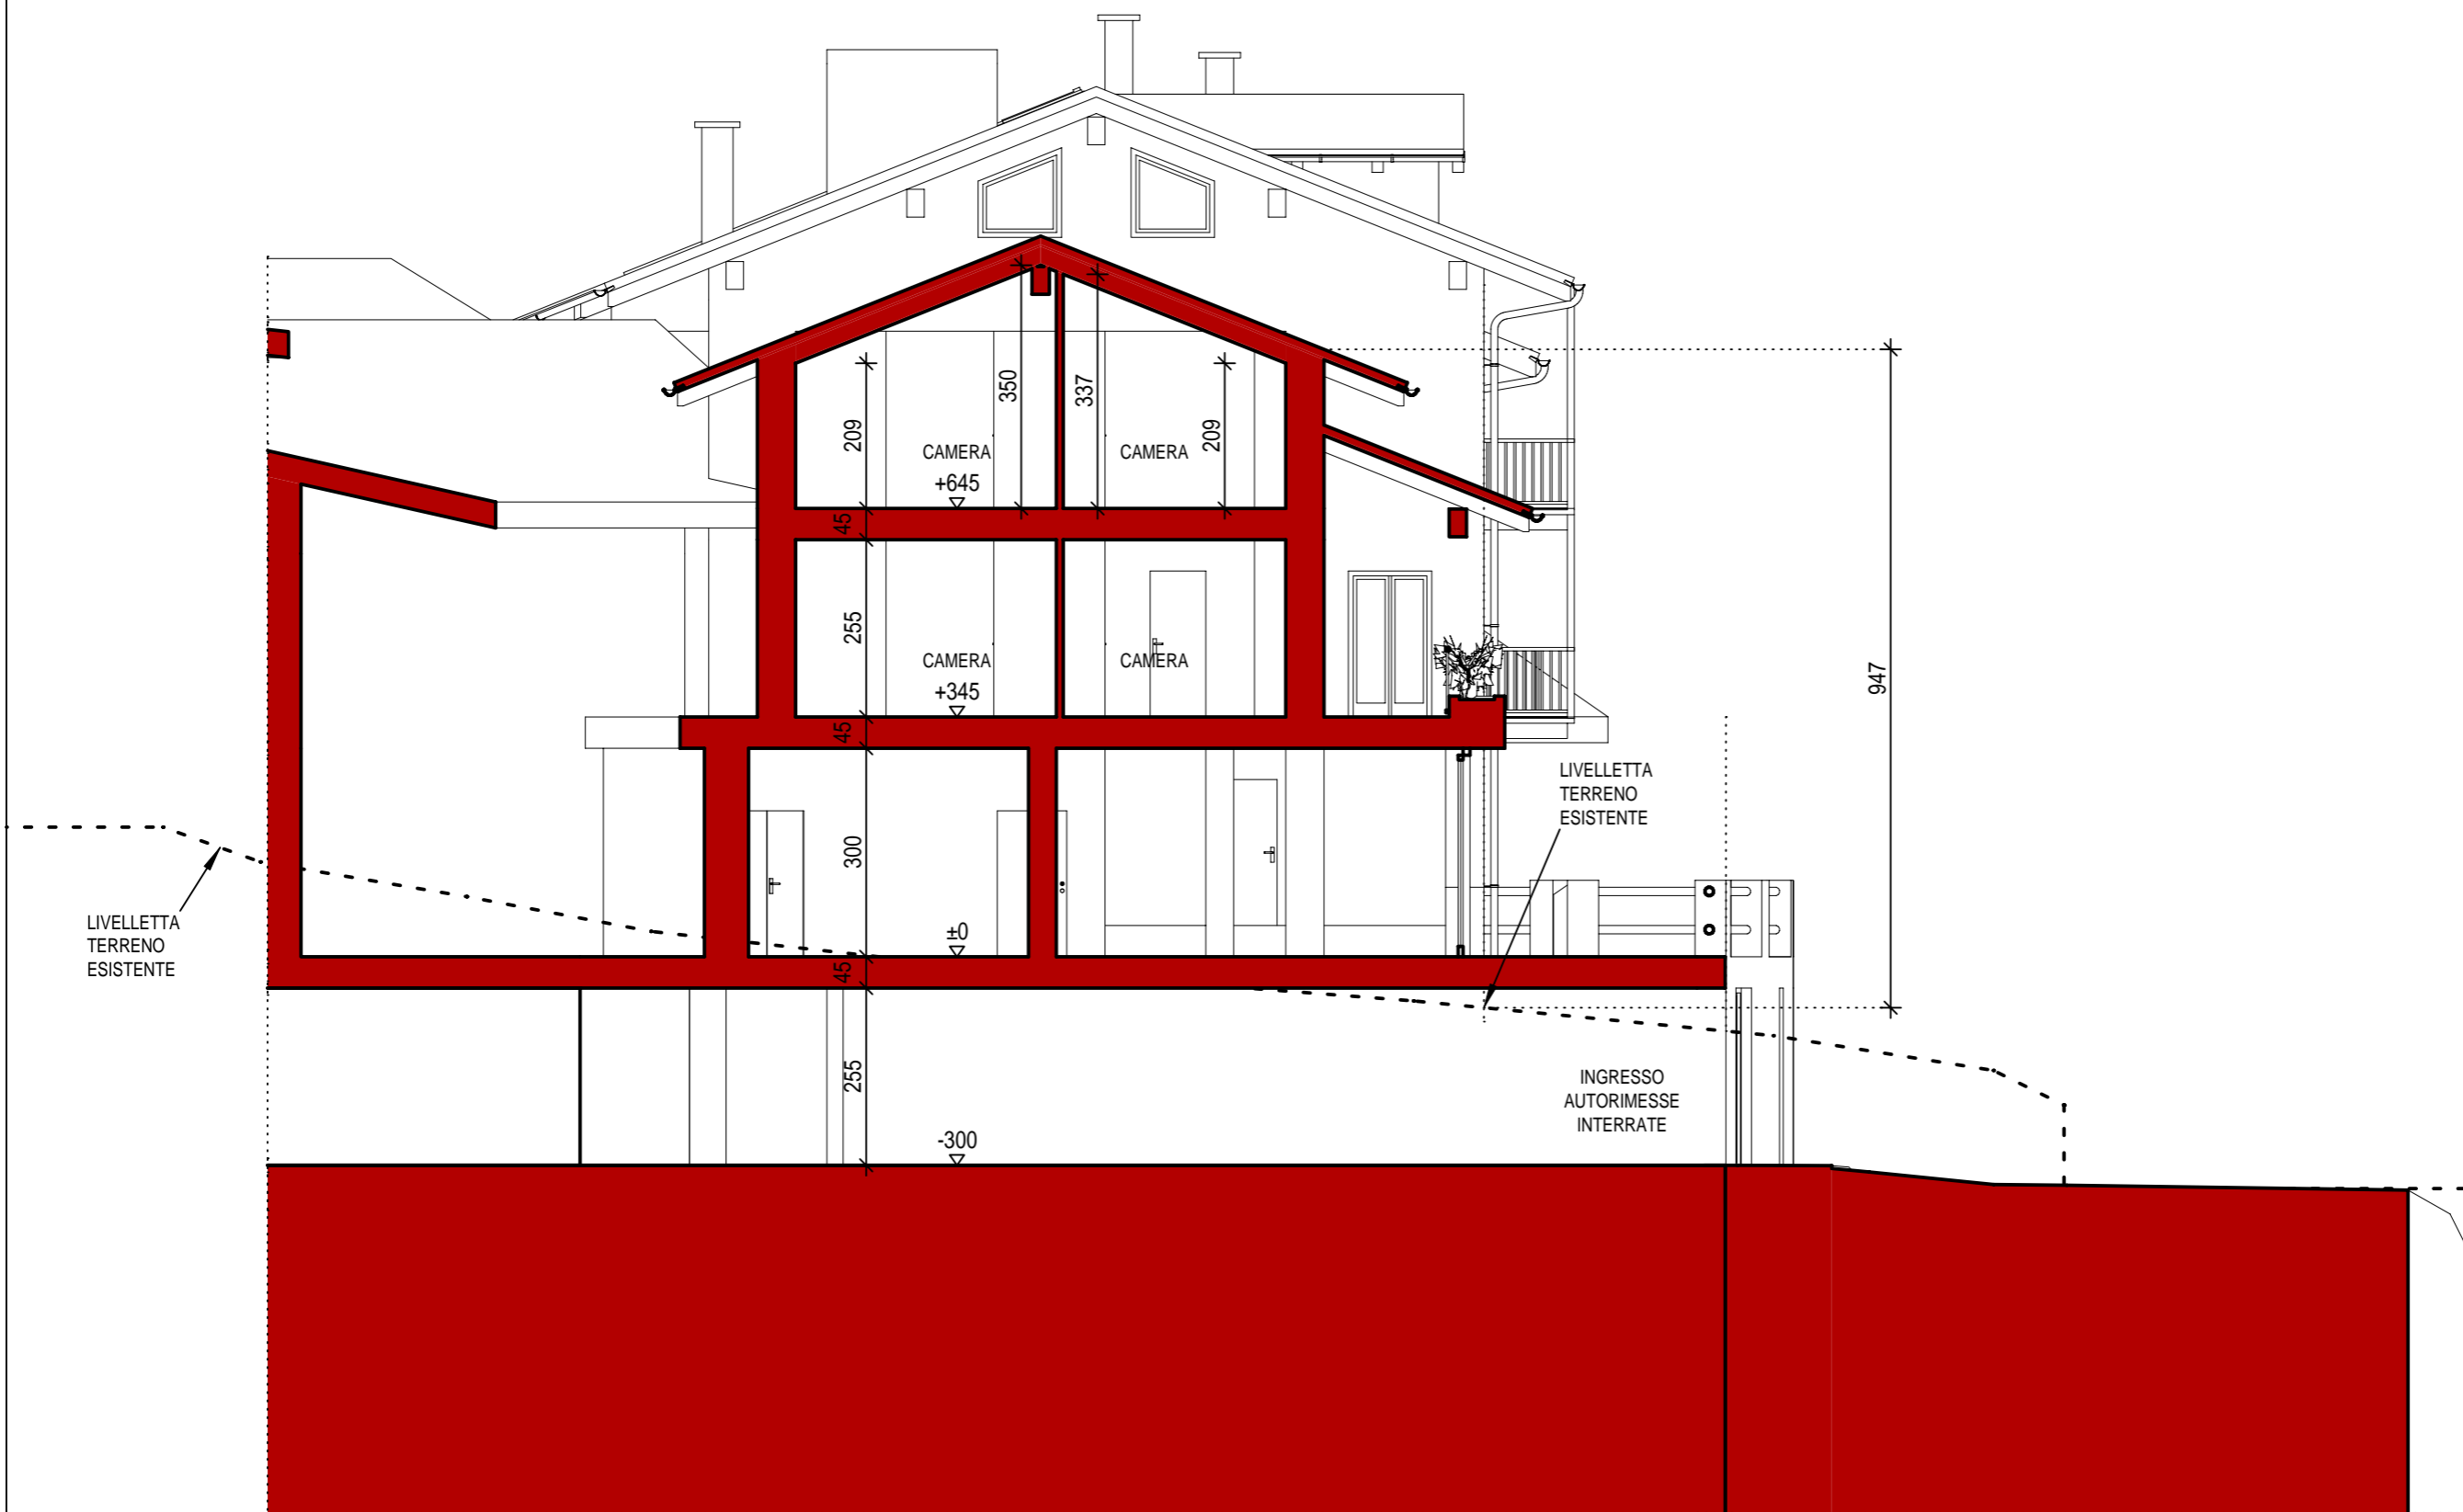 350
337
209
209
CAMERA
CAMERA
+645
45
255
CAMERA
CAMERA
+345
947
45
LIVELLETTA
TERRENO
ESISTENTE
300
LIVELLETTA
TERRENO
ESISTENTE
±0
45
255
INGRESSO
AUTORIMESSE
INTERRATE
-300